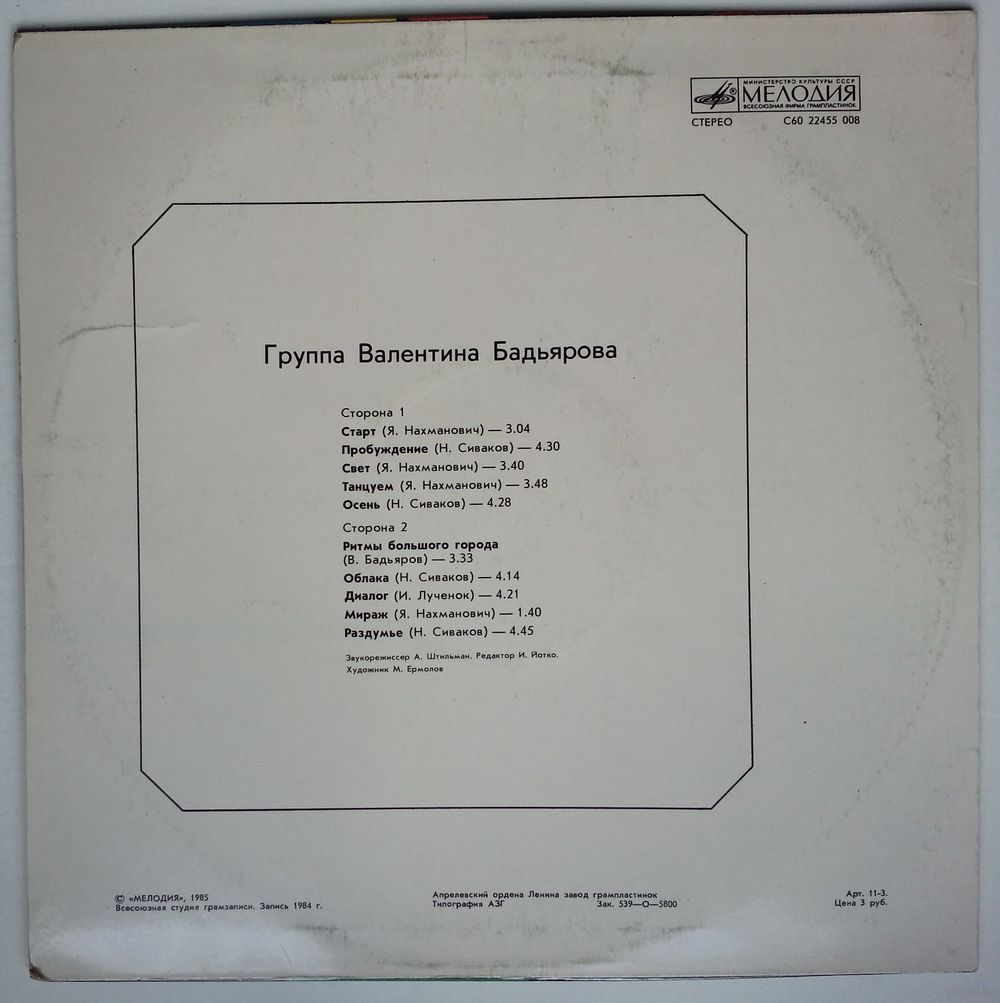 МИНИСТЕРСТВО КУЛЬТУРЫ СССР
МЕЛОДИЯ
ВСЕСОЮЗНАЯ ФИРМА ГРАМПЛАСТИНОК
СТЕРЕО С60 22455 008
Группа Валентина Бадьярова
Сторона 1
Старт (Я. Нахманович) — 3.04
Пробуждение (Н. Сиваков) — 4.30
Свет (Я. Нахманович) — 3.40
Танцуем (Я. Нахманович) — 3.48
Осень (Н. Сиваков) — 4.28
Сторона 2
Ритмы большого города
(В. Бадьяров) — 3.33
Облака (Н. Сиваков) — 4.14
Диалог (И. Лученок) — 4.21
Мираж (Я. Нахманович) — 1.40
Раздумье (Н. Сиваков) — 4.45
Звукорежиссер А. Штильман. Редактор И. Йотко.
Художник М. Ермолов
© «МЕЛОДИЯ», 1985
Всесоюзная студия грамзаписи. Запись 1984 г.
Апрелевский ордена Ленина завод грампластинок
Типография АЗГ Зак. 539—О—5800
Арт. 11-3.
Цена 3 руб.